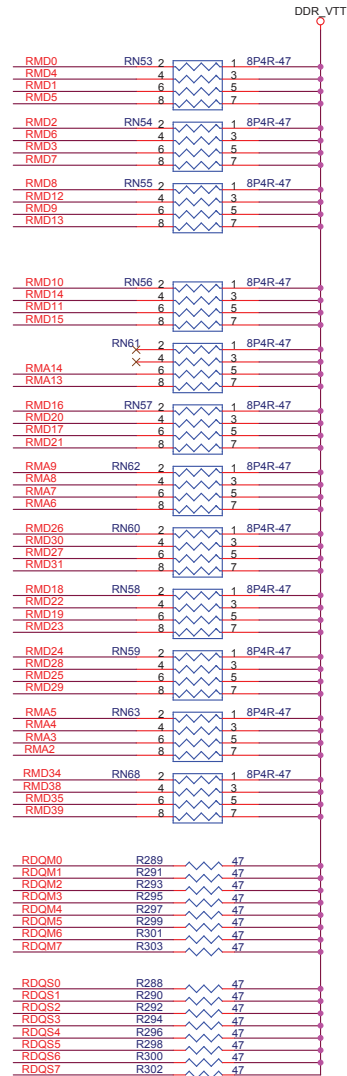 DDR_VTT
RMD0 RN53 2 1 8P4R-47
RMD4 4 3
RMD1 6 5
RMD5 8 7
RMD2 RN54 2 1 8P4R-47
RMD6 4 3
RMD3 6 5
RMD7 8 7
RMD8 RN55 2 1 8P4R-47
RMD12 4 3
RMD9 6 5
RMD13 8 7
RMD10 RN56 2 1 8P4R-47
RMD14 4 3
RMD11 6 5
RMD15 8 7
RN61 2 1 8P4R-47
4 3
RMA14 6 5
RMA13 8 7
RMD16 RN57 2 1 8P4R-47
RMD20 4 3
RMD17 6 5
RMD21 8 7
RMA9 RN62 2 1 8P4R-47
RMA8 4 3
RMA7 6 5
RMA6 8 7
RMD26 RN60 2 1 8P4R-47
RMD30 4 3
RMD27 6 5
RMD31 8 7
RMD18 RN58 2 1 8P4R-47
RMD22 4 3
RMD19 6 5
RMD23 8 7
RMD24 RN59 2 1 8P4R-47
RMD28 4 3
RMD25 6 5
RMD29 8 7
RMA5 RN63 2 1 8P4R-47
RMA4 4 3
RMA3 6 5
RMA2 8 7
RMD34 RN68 2 1 8P4R-47
RMD38 4 3
RMD35 6 5
RMD39 8 7
RDQM0 R289 47
RDQM1 R291 47
RDQM2 R293 47
RDQM3 R295 47
RDQM4 R297 47
RDQM5 R299 47
RDQM6 R301 47
RDQM7 R303 47
RDQS0 R288 47
RDQS1 R290 47
RDQS2 R292 47
RDQS3 R294 47
RDQS4 R296 47
RDQS5 R298 47
RDQS6 R300 47
RDQS7 R302 47